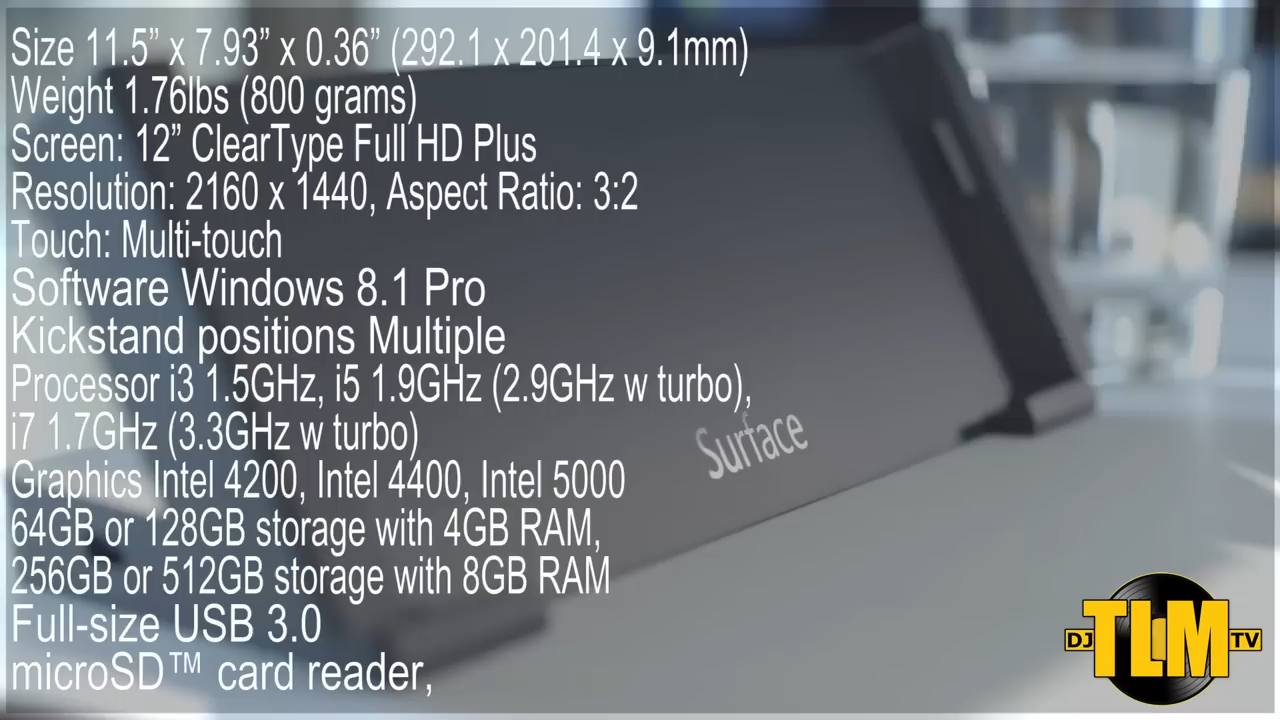 Size 11.5” x 7.93” x 0.36” (292.1 x 201.4 x 9.1mm)
Weight 1.76lbs (800 grams)
Screen: 12” ClearType Full HD Plus
Resolution: 2160 x 1440, Aspect Ratio: 3:2
Touch: Multi-touch
Software Windows 8.1 Pro
Kickstand positions Multiple
Processor i3 1.5GHz, i5 1.9GHz (2.9GHz w turbo),
i7 1.7GHz (3.3GHz w turbo)
Surface
Graphics Intel 4200, Intel 4400, Intel 5000
64GB or 128GB storage with 4GB RAM,
256GB or 512GB storage with 8GB RAM
Full-size USB 3.0
microSD™ card reader,
DJ TLM TV